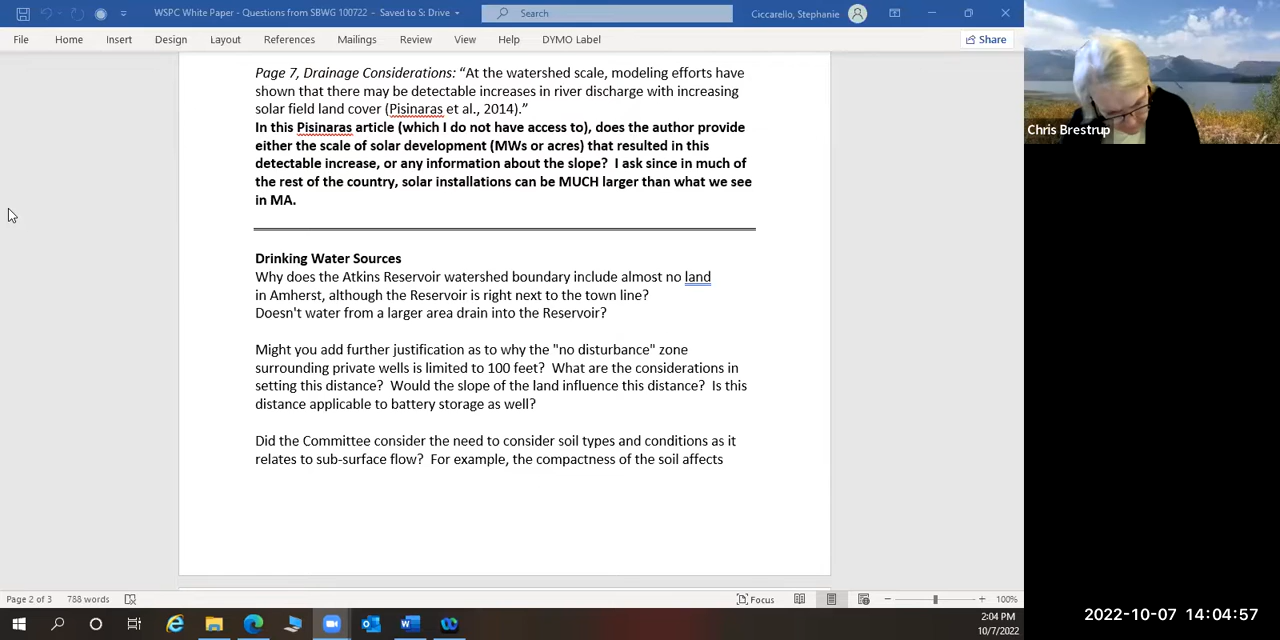 WSPC White Paper - Questions from SBWG 100722 - Saved to S: Drive
Search
Ciccarello, Stephanie
File Home Insert Design Layout References Mailings Review View Help DYMO Label
Share
Page 7, Drainage Considerations: “At the watershed scale, modeling efforts have
shown that there may be detectable increases in river discharge with increasing
solar field land cover (Pisinaras et al., 2014).”
In this Pisinaras article (which I do not have access to), does the author provide
either the scale of solar development (MWs or acres) that resulted in this
detectable increase, or any information about the slope?  I ask since in much of
the rest of the country, solar installations can be MUCH larger than what we see
in MA.
Drinking Water Sources
Why does the Atkins Reservoir watershed boundary include almost no land
in Amherst, although the Reservoir is right next to the town line?
Doesn't water from a larger area drain into the Reservoir?
Might you add further justification as to why the "no disturbance" zone
surrounding private wells is limited to 100 feet?  What are the considerations in
setting this distance?  Would the slope of the land influence this distance?  Is this
distance applicable to battery storage as well?
Did the Committee consider the need to consider soil types and conditions as it
relates to sub-surface flow?  For example, the compactness of the soil affects
Page 2 of 3
788 words
Focus
100%
2:04 PM
10/7/2022
Chris Brestrup
2022-10-07 14:04:57